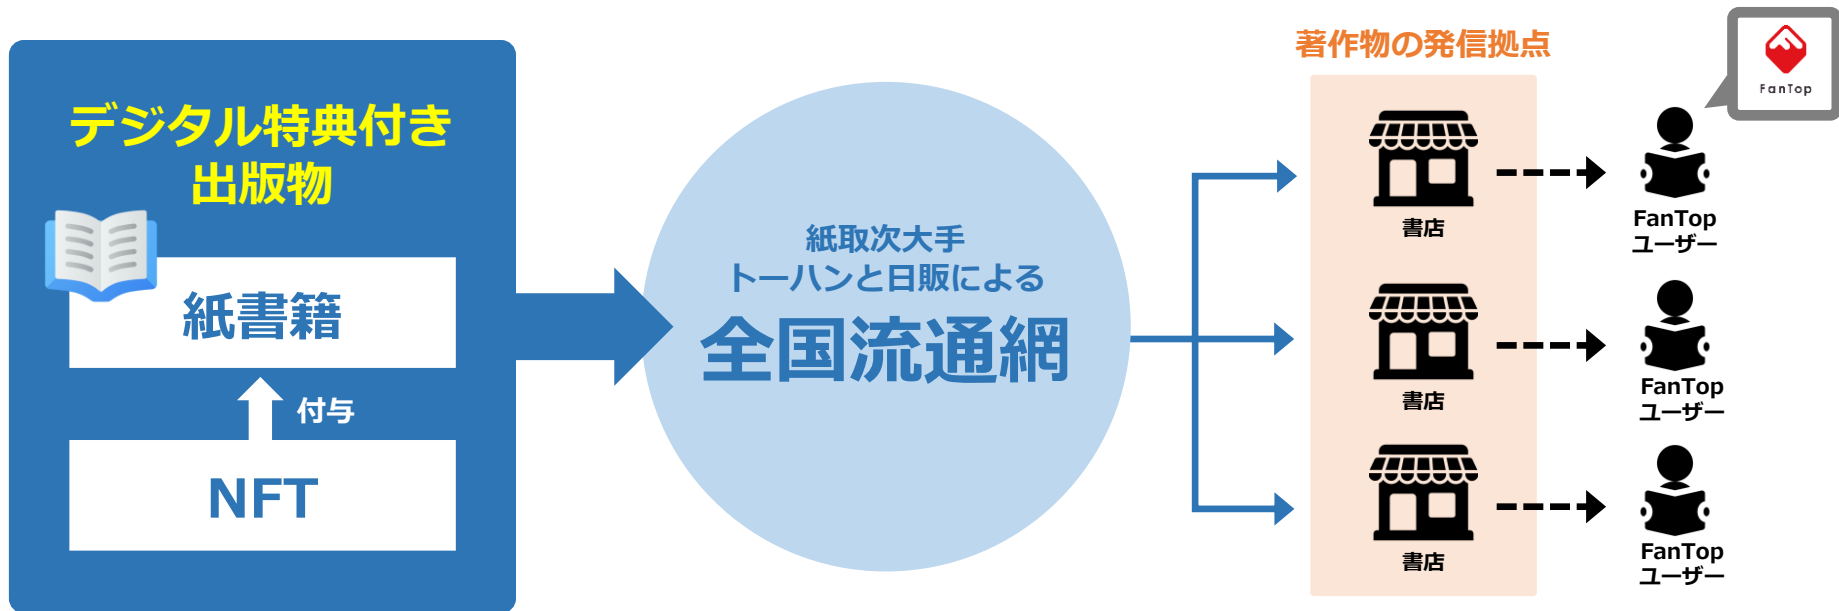 デジタル特典付き
出版物
紙書籍
付与
NFT
紙取次大手
トーハンと日販による
全国流通網
著作物の発信拠点
書店
書店
書店
FanTop
FanTop
ユーザー
FanTop
ユーザー
FanTop
ユーザー